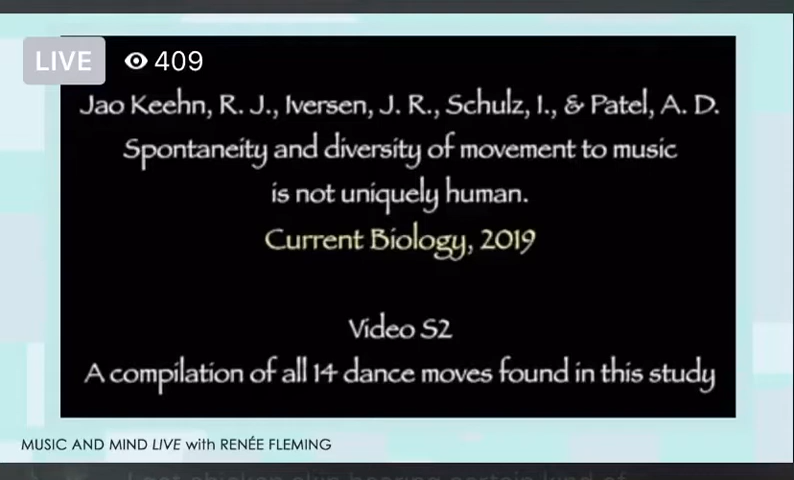 LIVE 409
Jao Keehn, R. J., Iversen, J. R., Schulz, I., & Patel, A. D.
Spontaneity and diversity of movement to music
is not uniquely human.
Current Biology, 2019
Video S2
A compilation of all 14 dance moves found in this study
MUSIC AND MIND LIVE with RENÉE FLEMING